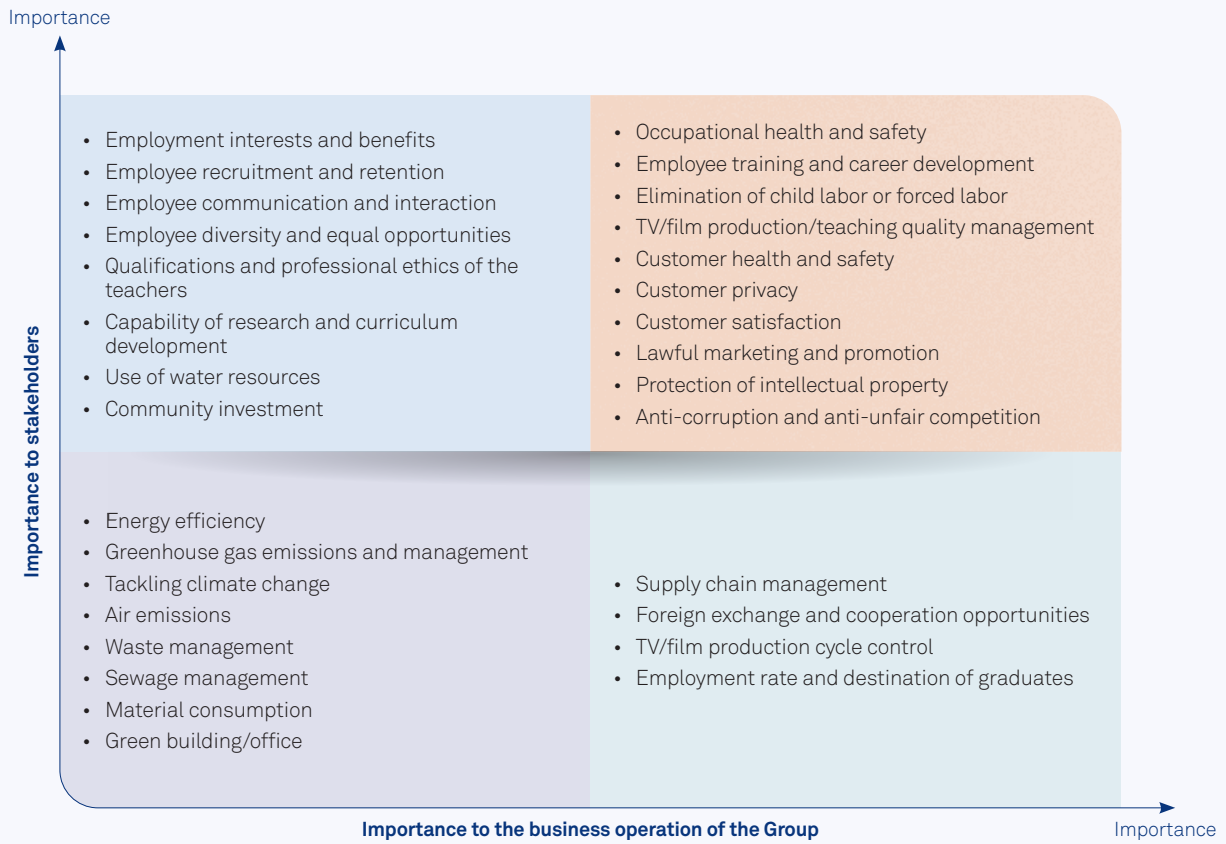 Importance
• Employment interests and benefits
• Employee recruitment and retention
• Employee communication and interaction
• Employee diversity and equal opportunities
• Qualifications and professional ethics of the
teachers
• Capability of research and curriculum
development
• Use of water resources
• Community investment
• Occupational health and safety
• Employee training and career development
• Elimination of child labor or forced labor
• TV/film production/teaching quality management
• Customer health and safety
• Customer privacy
• Customer satisfaction
• Lawful marketing and promotion
• Protection of intellectual property
• Anti-corruption and anti-unfair competition
Importance to stakeholders
• Energy efficiency
• Greenhouse gas emissions and management
• Tackling climate change
• Air emissions
• Waste management
• Sewage management
• Material consumption
• Green building/office
• Supply chain management
• Foreign exchange and cooperation opportunities
• TV/film production cycle control
• Employment rate and destination of graduates
Importance to the business operation of the Group
Importance